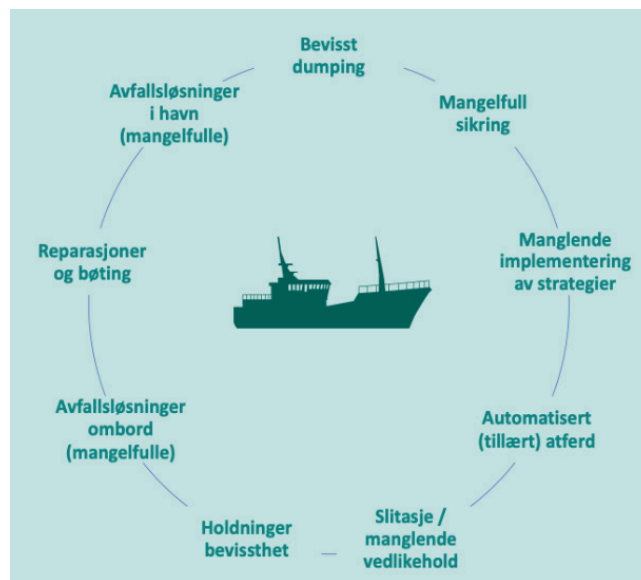 Bevisst
dumping
Mangelfull
sikring
Manglende
implementering
av strategier
Automatisert
(tillært) atferd
Slitasje /
manglende
vedlikehold
Holdninger
bevissthet
Avfallsløsninger
ombord
(mangelfulle)
Reparasjoner
og bøting
Avfallsløsninger
i havn
(mangelfulle)